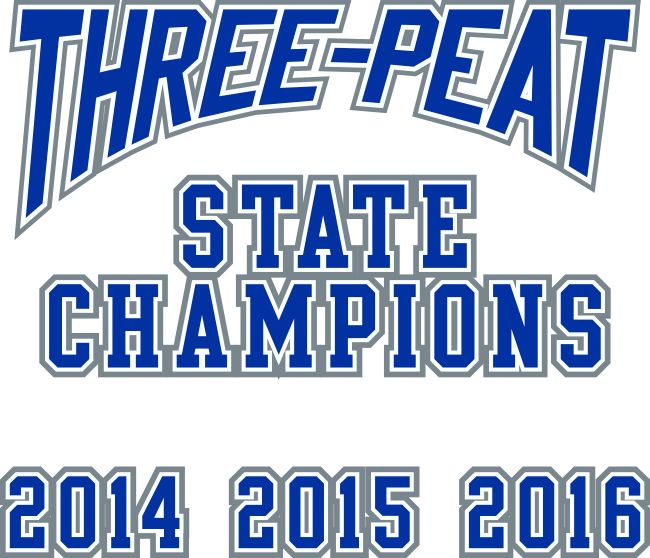 THREE-PEAT
STATE
CHAMPIONS
2014 2015 2016